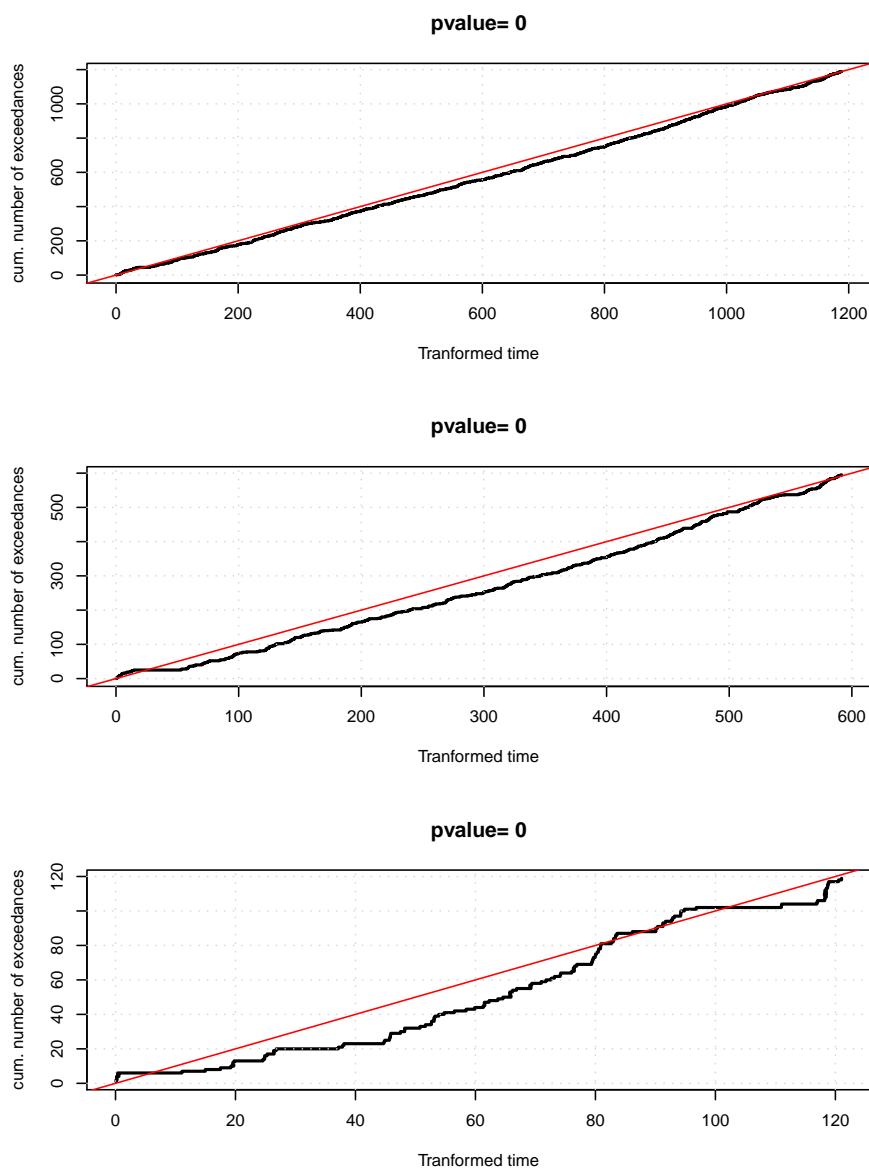 pvalue= 0
cum. number of exceedances
0 200 600 1000
0 200 400 600 800 1000 1200
Tranformed time
pvalue= 0
cum. number of exceedances
0 100 300 500
0 100 200 300 400 500 600
Tranformed time
pvalue= 0
cum. number of exceedances
0 20 40 60 80 120
0 20 40 60 80 100 120
Tranformed time